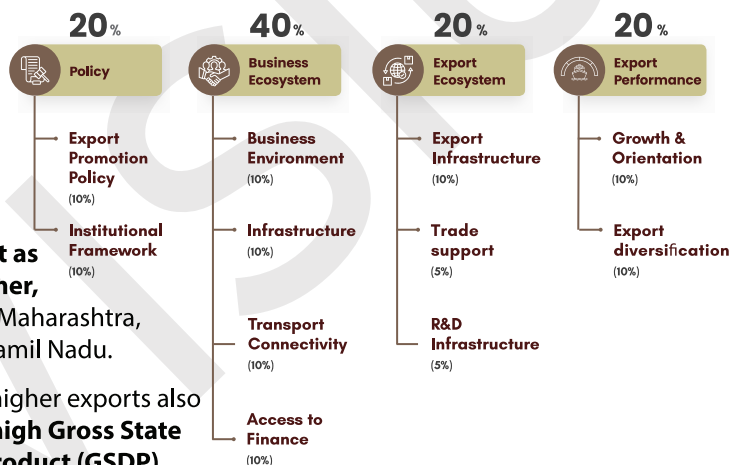 20%
Policy
Export
Promotion
Policy
(10%)
Institutional
Framework
(10%)
40%
Business
Ecosystem
Business
Environment
(10%)
Infrastructure
(10%)
Transport
Connectivity
(10%)
Access to
Finance
(10%)
20%
Export
Ecosystem
Export
Infrastructure
(10%)
Trade
support
(5%)
R&D
Infrastructure
(5%)
20%
Export
Performance
Growth &
Orientation
(10%)
Export
diversification
(10%)
as
Maharashtra,
amil Nadu.
higher exports also
high Gross State
roduct (GSDP)